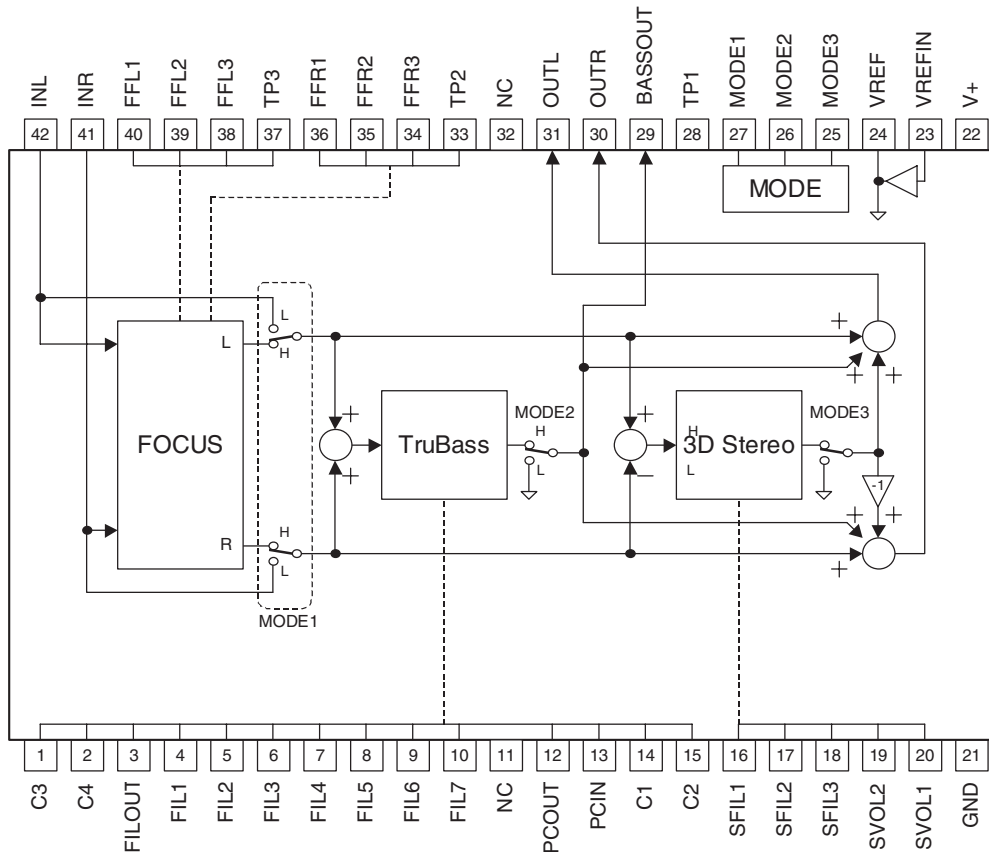 INL INR FFL1 FFL2 FFL3 TP3 FFR1 FFR2 FFR3 TP2 NC OUTL OUTR BASSOUT TP1 MODE1 MODE2 MODE3 VREF VREFIN V+
42 41 40 39 38 37 36 35 34 33 32 31 30 29 28 27 26 25 24 23 22
MODE
L
+
L
H
+
+
+
FOCUS
+
TruBass
MODE2
H
L
+
+
−
H
3D Stereo
L
MODE3
-1
+
+
R
H
L
+
MODE1
1 2 3 4 5 6 7 8 9 10 11 12 13 14 15 16 17 18 19 20 21
C3 C4 FILOUT FIL1 FIL2 FIL3 FIL4 FIL5 FIL6 FIL7 NC PCOUT PCIN C1 C2 SFIL1 SFIL2 SFIL3 SVOL2 SVOL1 GND